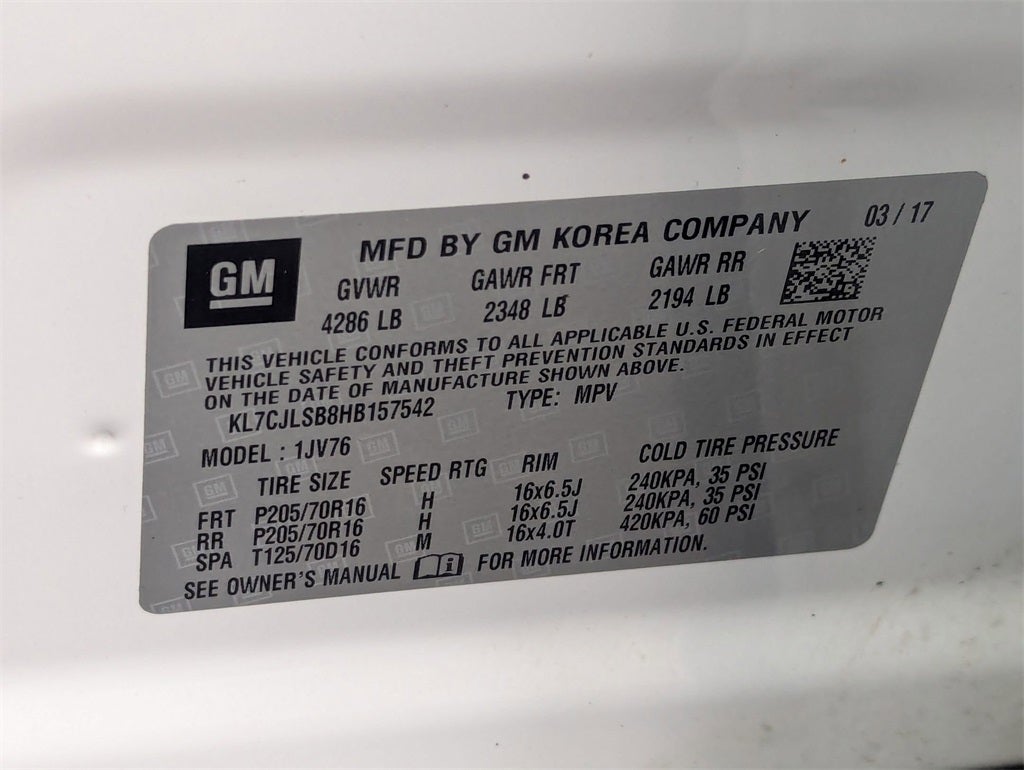 GM
MFD BY GM KOREA COMPANY 03 / 17
GVWR GAWR FRT GAWR RR
4286 LB 2348 LB 2194 LB
THIS VEHICLE CONFORMS TO ALL APPLICABLE U.S. FEDERAL MOTOR
VEHICLE SAFETY AND THEFT PREVENTION STANDARDS IN EFFECT
ON THE DATE OF MANUFACTURE SHOWN ABOVE.
KL7CJLSB8HB157542 TYPE: MPV
MODEL : 1JV76
TIRE SIZE SPEED RTG RIM COLD TIRE PRESSURE
FRT P205/70R16 H 16x6.5J 240KPA, 35 PSI
RR P205/70R16 H 16x6.5J 240KPA, 35 PSI
SPA T125/70D16 M 16x4.0T 420KPA, 60 PSI
SEE OWNER'S MANUAL i FOR MORE INFORMATION.